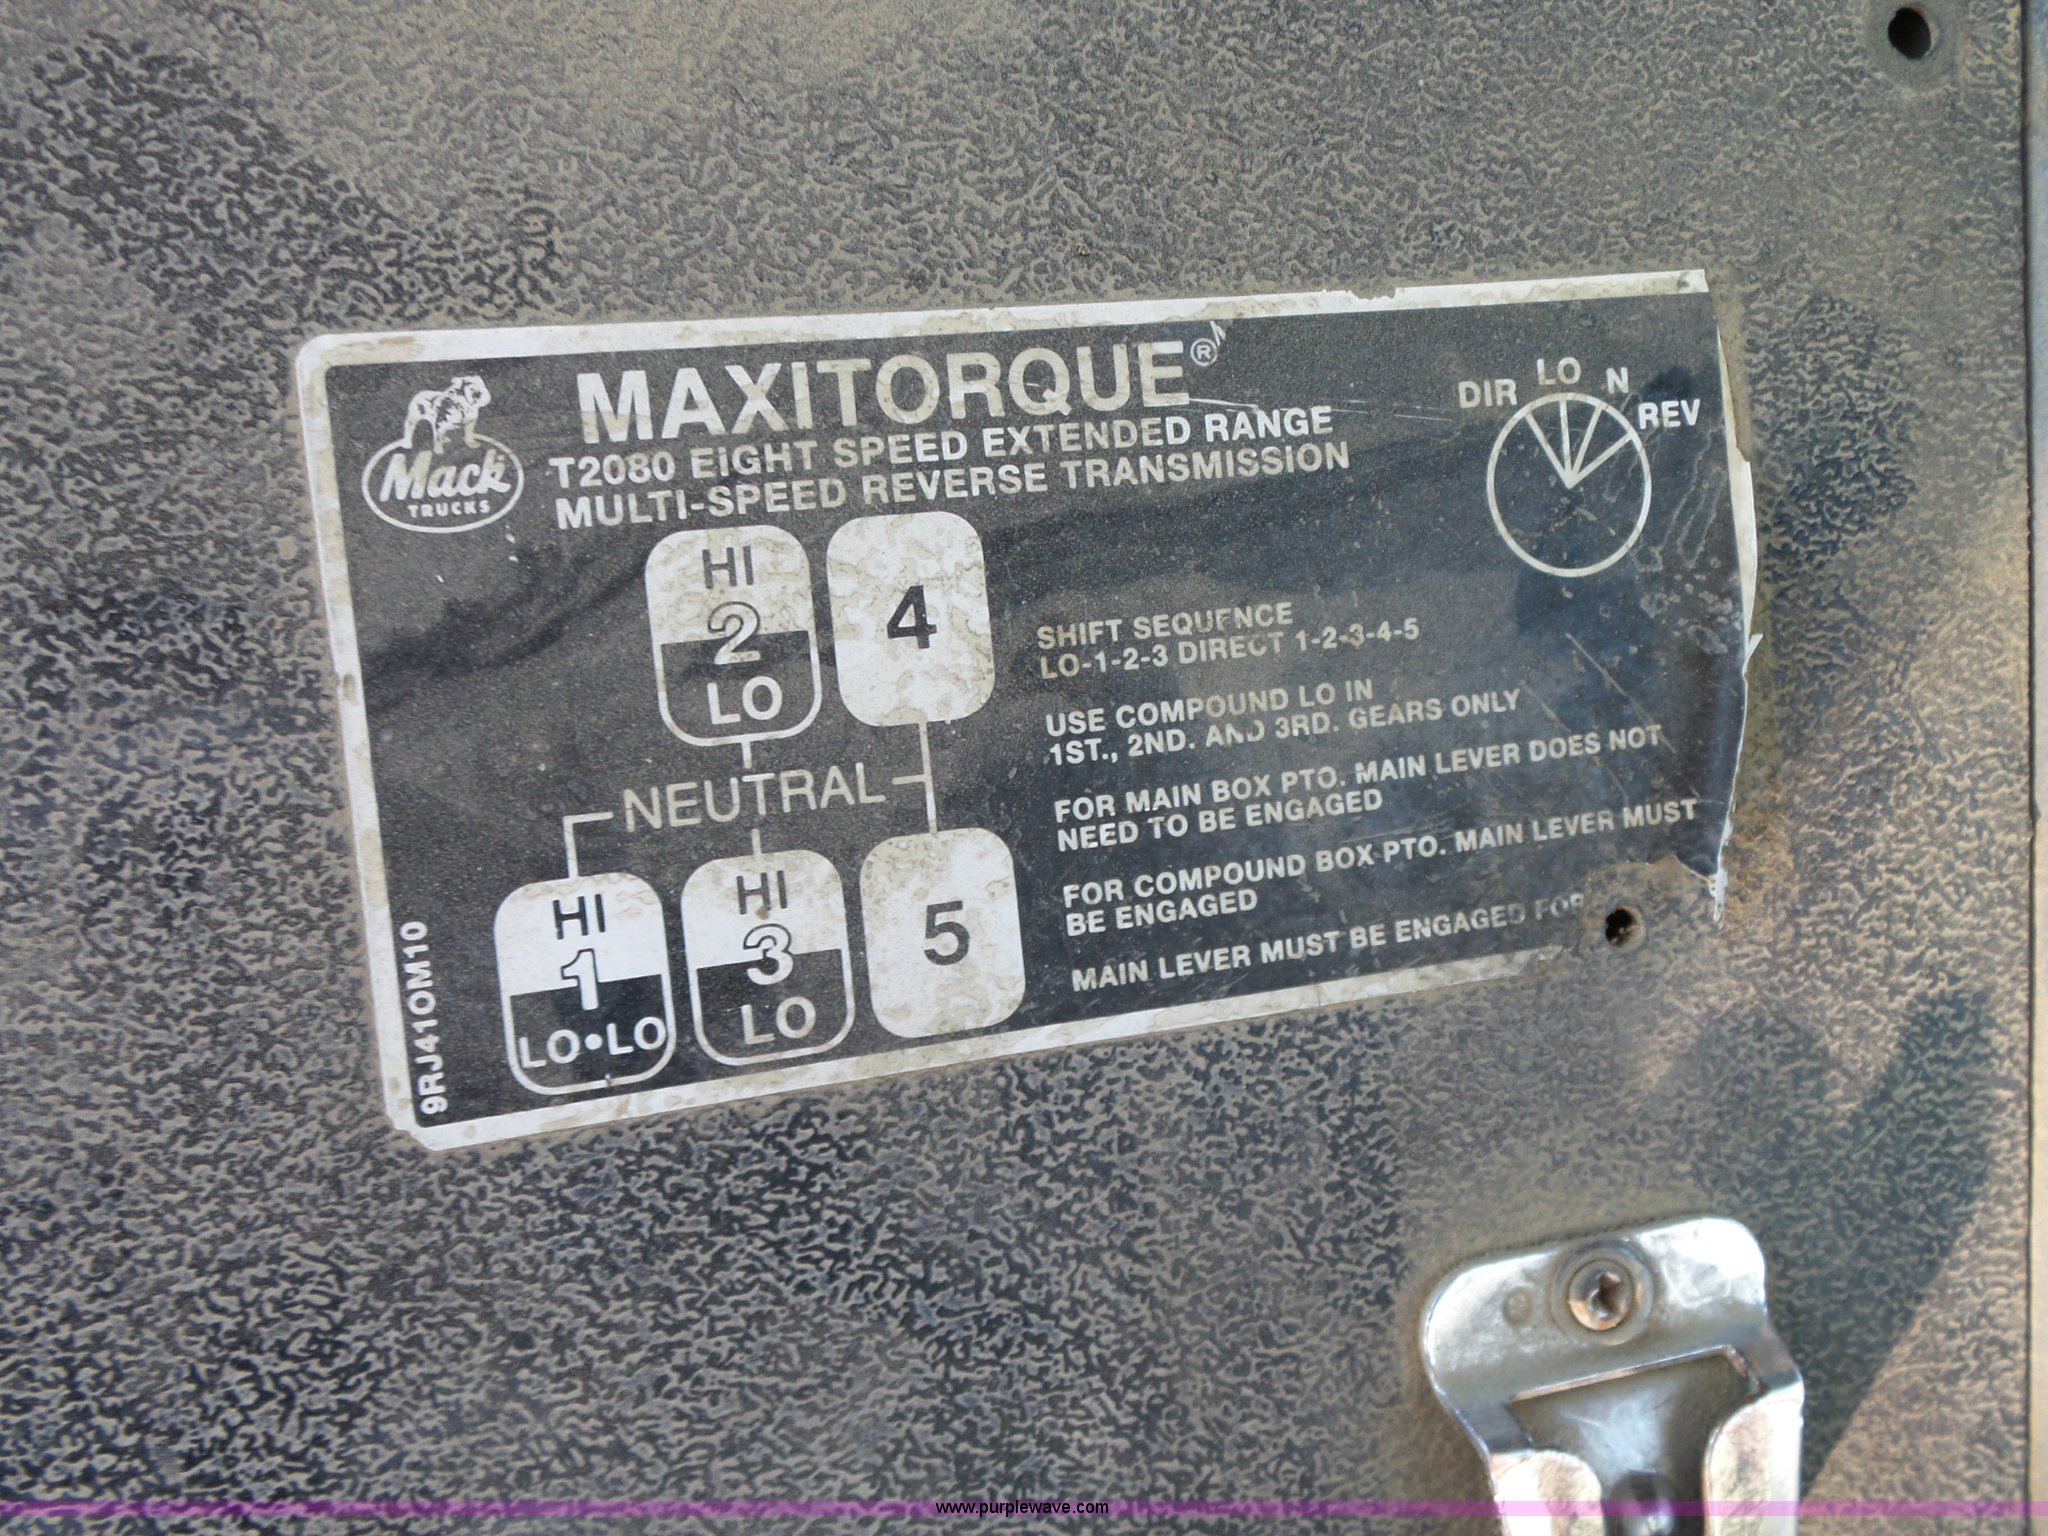 Mack
TRUCKS
MAXITORQUE®
T2080 EIGHT SPEED EXTENDED RANGE
MULTI-SPEED REVERSE TRANSMISSION
DIR LO N REV
HI
2
LO
4
NEUTRAL
HI
1
LO•LO
HI
3
LO
5
SHIFT SEQUENCE
LO-1-2-3 DIRECT 1-2-3-4-5
USE COMPOUND LO IN
1ST., 2ND. AND 3RD. GEARS ONLY
FOR MAIN BOX PTO. MAIN LEVER DOES NOT
NEED TO BE ENGAGED
FOR COMPOUND BOX PTO. MAIN LEVER MUST
BE ENGAGED
MAIN LEVER MUST BE ENGAGED FOR
9RJ41OM10
www.purplewave.com